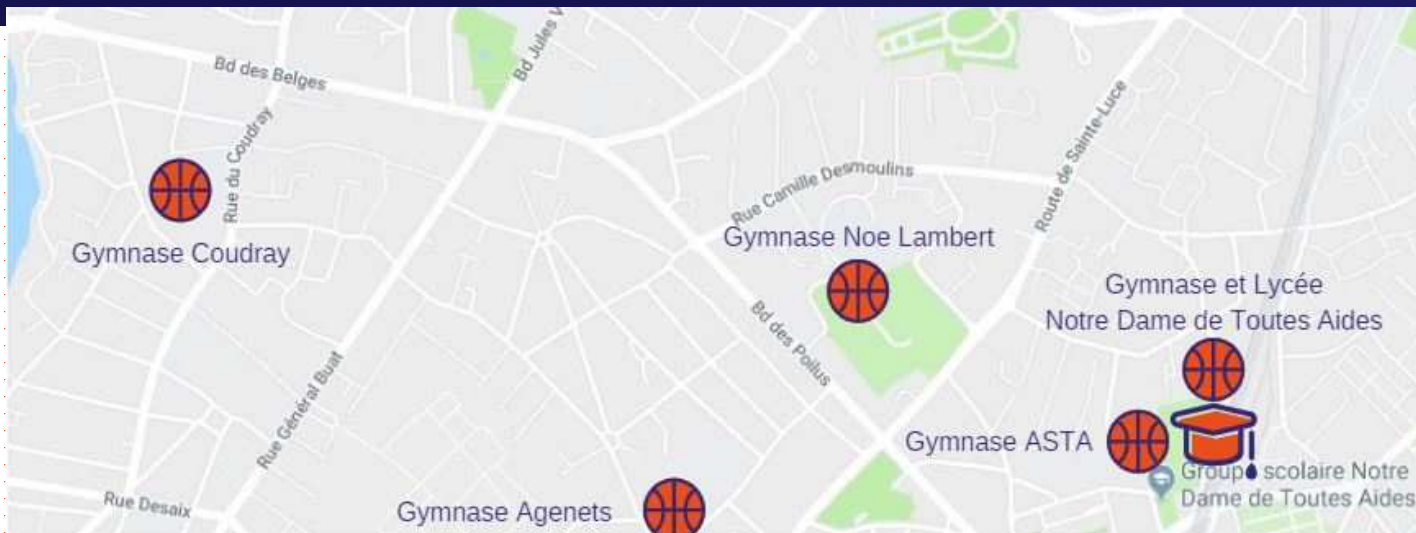 Bd des Belges
Bd Jules V
Rue du Coudray
Rue Camille Desmoulins
Route de Sainte-Luce
Gymnase Coudray
Gymnase Noe Lambert
Gymnase et Lycée
Notre Dame de Toutes Aides
Bd des Poilus
Rue Général Buat
Gymnase ASTA
Groupe scolaire Notre
Dame de Toutes Aides
Rue Desaix
Gymnase Agenets